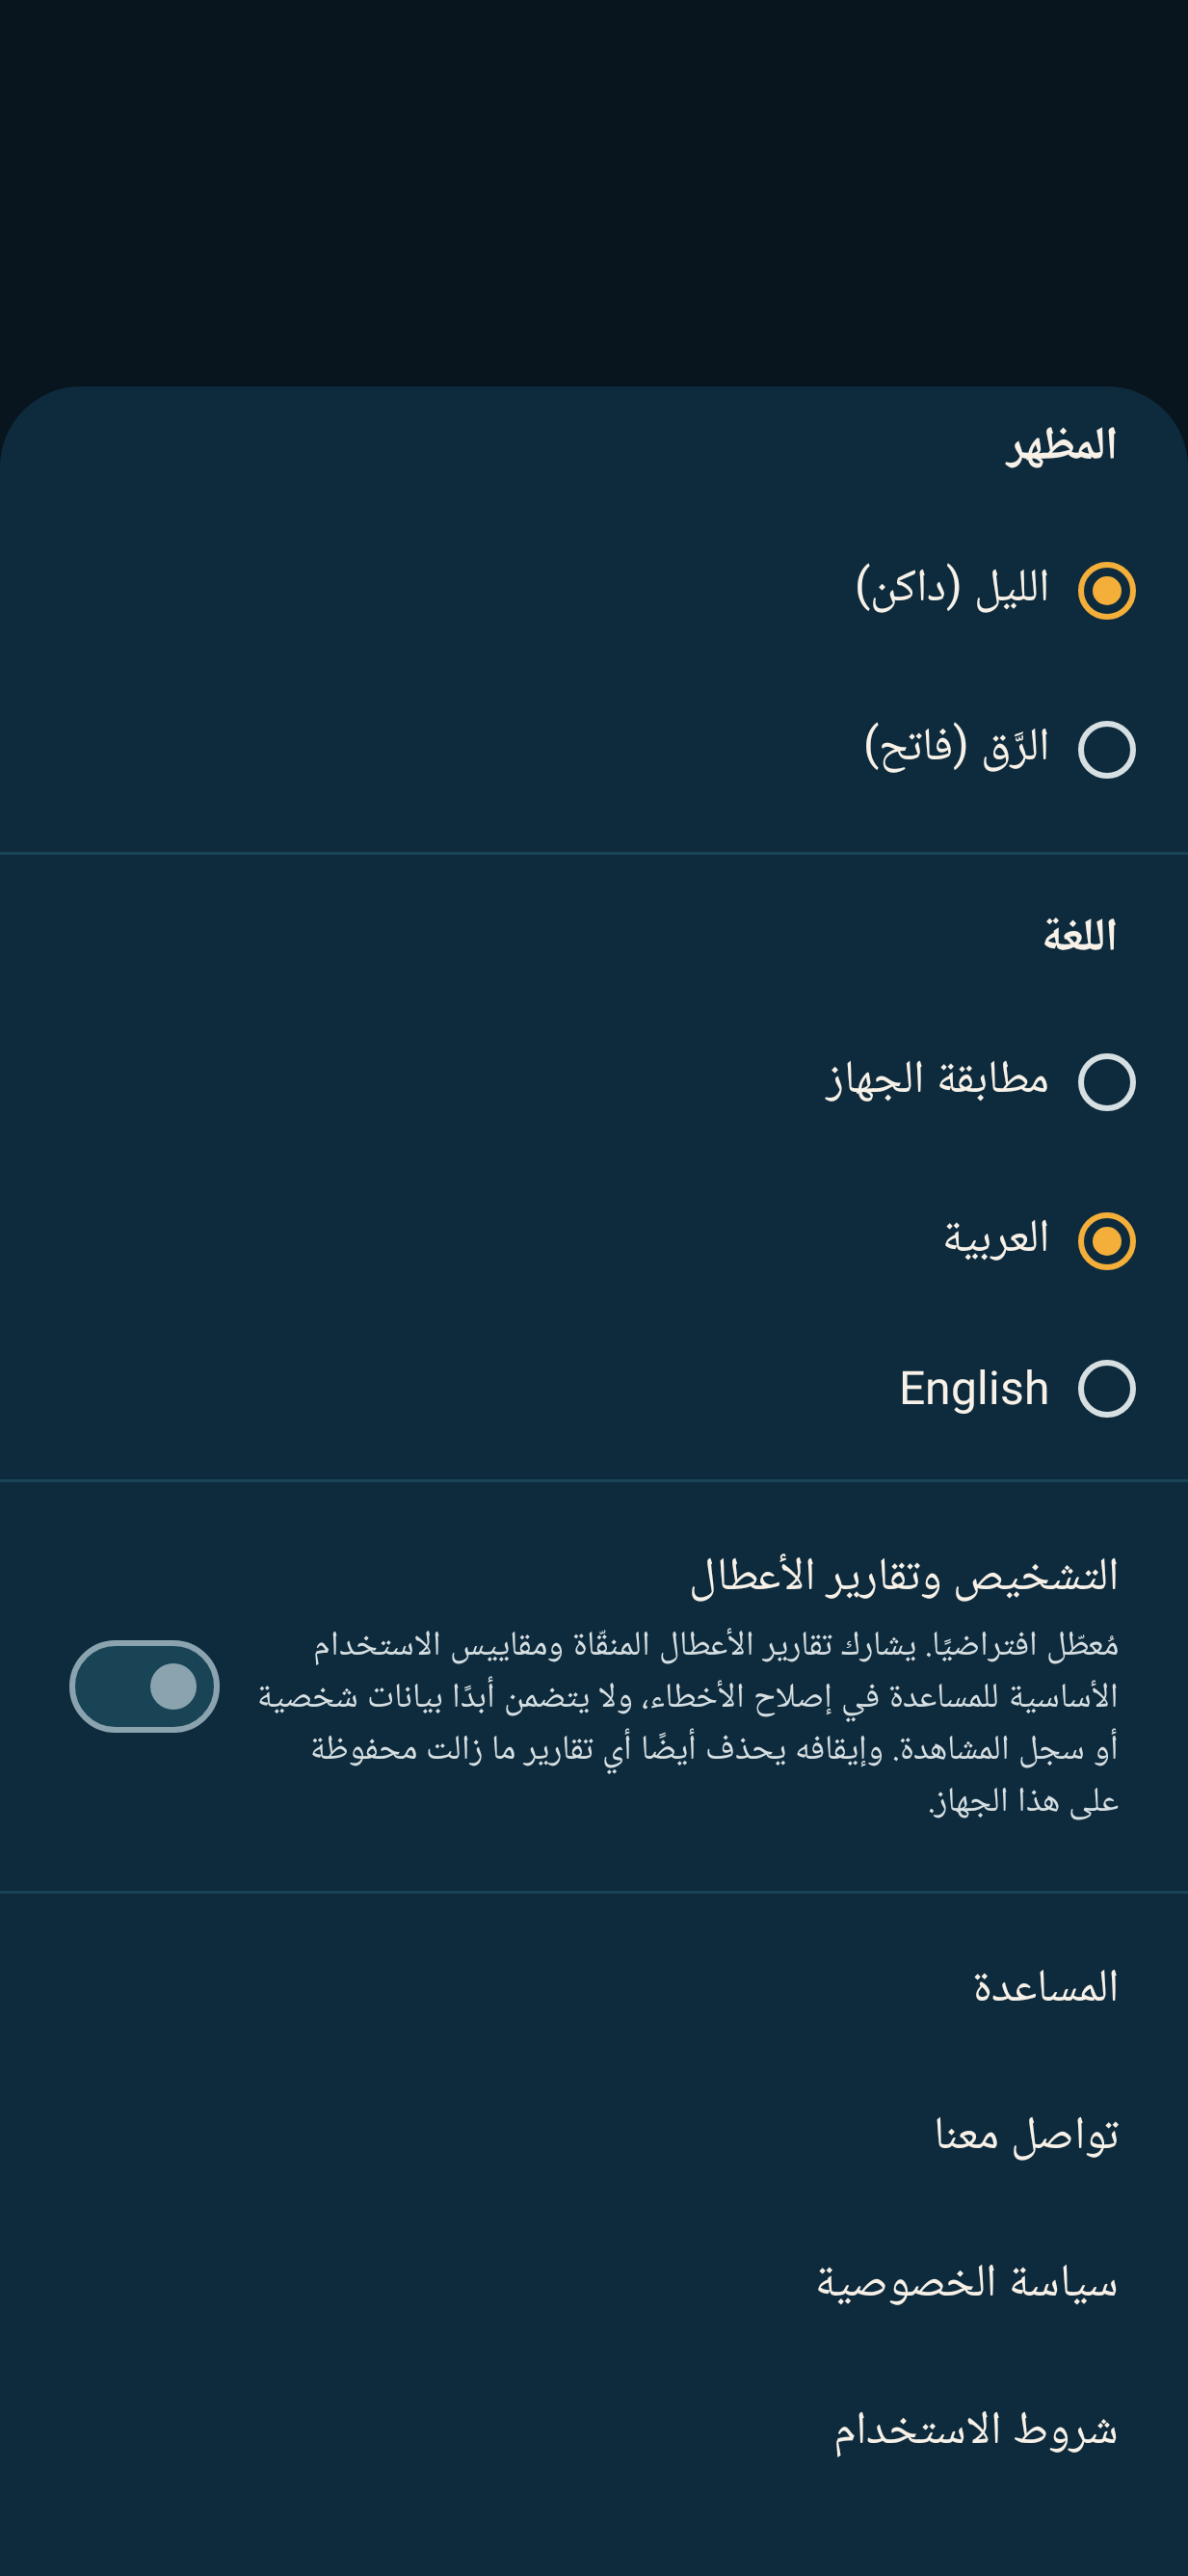 المظهر
الليل (داكن)
الرَّق (فاتح)
اللغة
مطابقة الجهاز
العربية
English
التشخيص وتقارير الأعطال
مُعطّل افتراضيًا. يشارك تقارير الأعطال المنقّاة ومقاييس الاستخدام
الأساسية للمساعدة في إصلاح الأخطاء، ولا يتضمن أبدًا بيانات شخصية
أو سجل المشاهدة. وإيقافه يحذف أيضًا أي تقارير ما زالت محفوظة
على هذا الجهاز.
المساعدة
تواصل معنا
سياسة الخصوصية
شروط الاستخدام